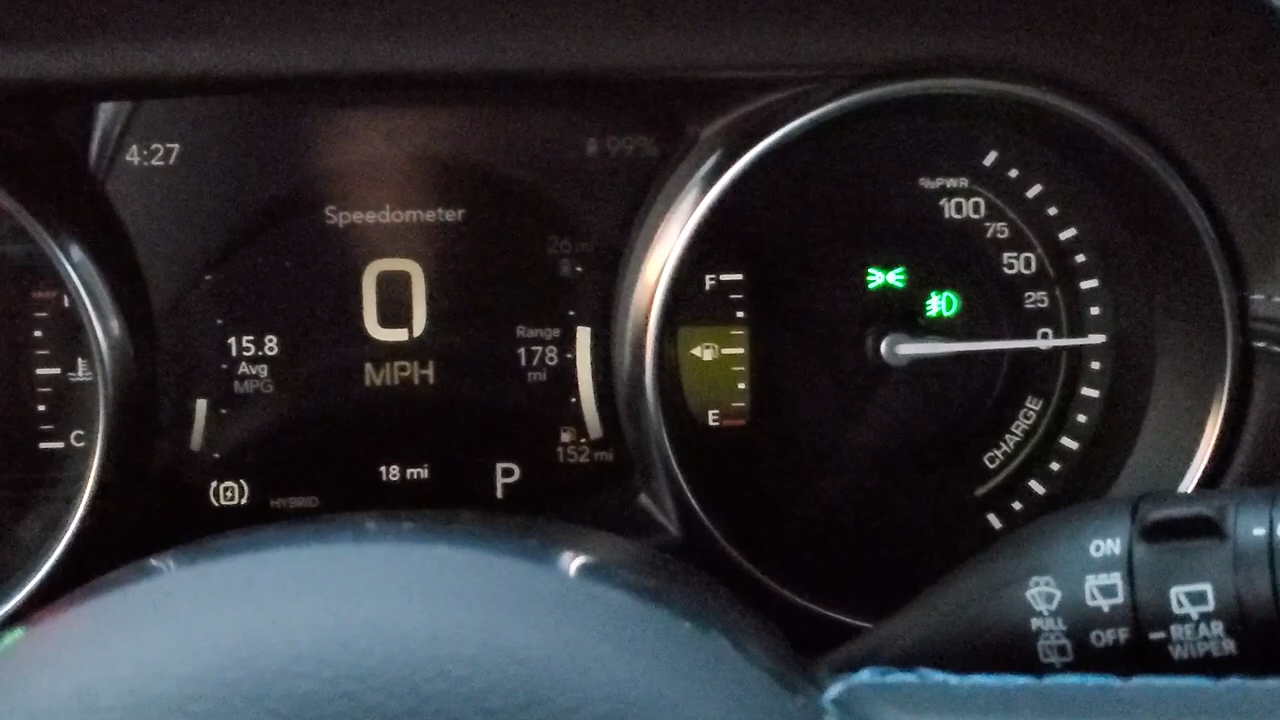 4:27
99%
Speedometer
0
MPH
15.8
Avg
MPG
Range
178
mi
152 mi
18 mi
P
HYBRID
C
F
E
%PWR
100
75
50
25
0
CHARGE
ON
PULL
OFF
REAR
WIPER